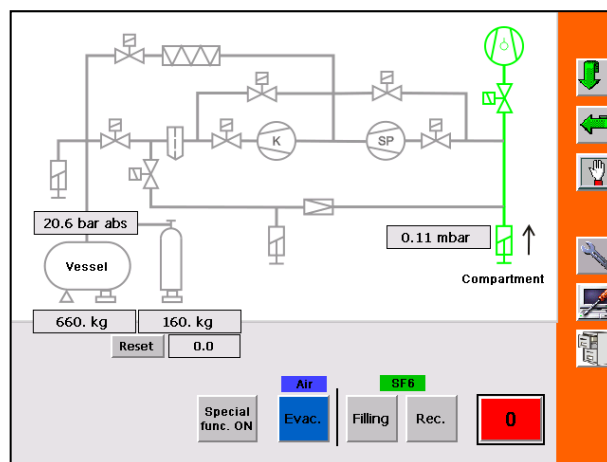 K
SP
20.6 bar abs
0.11 mbar
Vessel
Compartment
660. kg
160. kg
Reset
0.0
Air
SF6
Special
func. ON
Evac.
Filling
Rec.
0